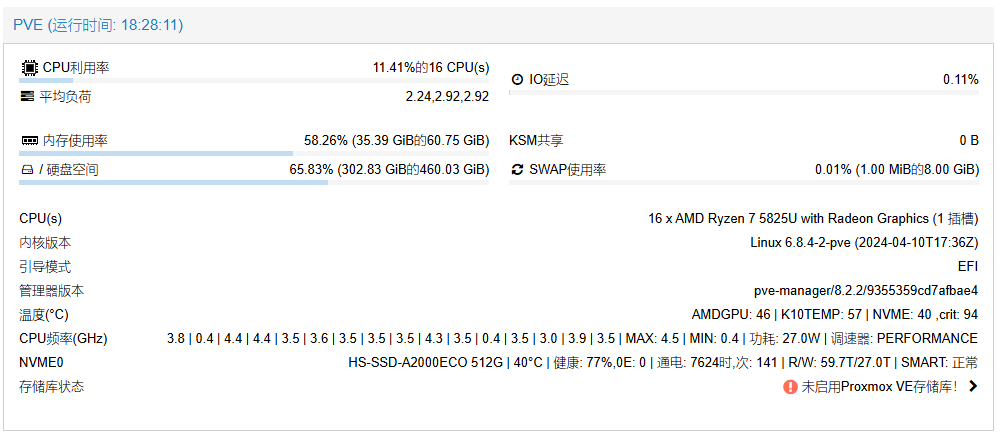 PVE (运行时间: 18:28:11)
CPU利用率 11.41%的16 CPU(s)
IO延迟 0.11%
平均负荷 2.24,2.92,2.92
内存使用率 58.26% (35.39 GiB的60.75 GiB)
KSM共享 0 B
/ 硬盘空间 65.83% (302.83 GiB的460.03 GiB)
SWAP使用率 0.01% (1.00 MiB的8.00 GiB)
CPU(s) 16 x AMD Ryzen 7 5825U with Radeon Graphics (1 插槽)
内核版本 Linux 6.8.4-2-pve (2024-04-10T17:36Z)
引导模式 EFI
管理器版本 pve-manager/8.2.2/9355359cd7afbae4
温度(°C) AMDGPU: 46 | K10TEMP: 57 | NVME: 40 ,crit: 94
CPU频率(GHz) 3.8 | 0.4 | 4.4 | 4.4 | 3.5 | 3.6 | 3.5 | 3.5 | 3.5 | 4.3 | 3.5 | 0.4 | 3.5 | 3.0 | 3.9 | 3.5 | MAX: 4.5 | MIN: 0.4 | 功耗: 27.0W | 调速器: PERFORMANCE
NVME0 HS-SSD-A2000ECO 512G | 40°C | 健康: 77%,0E: 0 | 通电: 7624时,次: 141 | R/W: 59.7T/27.0T | SMART: 正常
存储库状态 未启用Proxmox VE存储库!